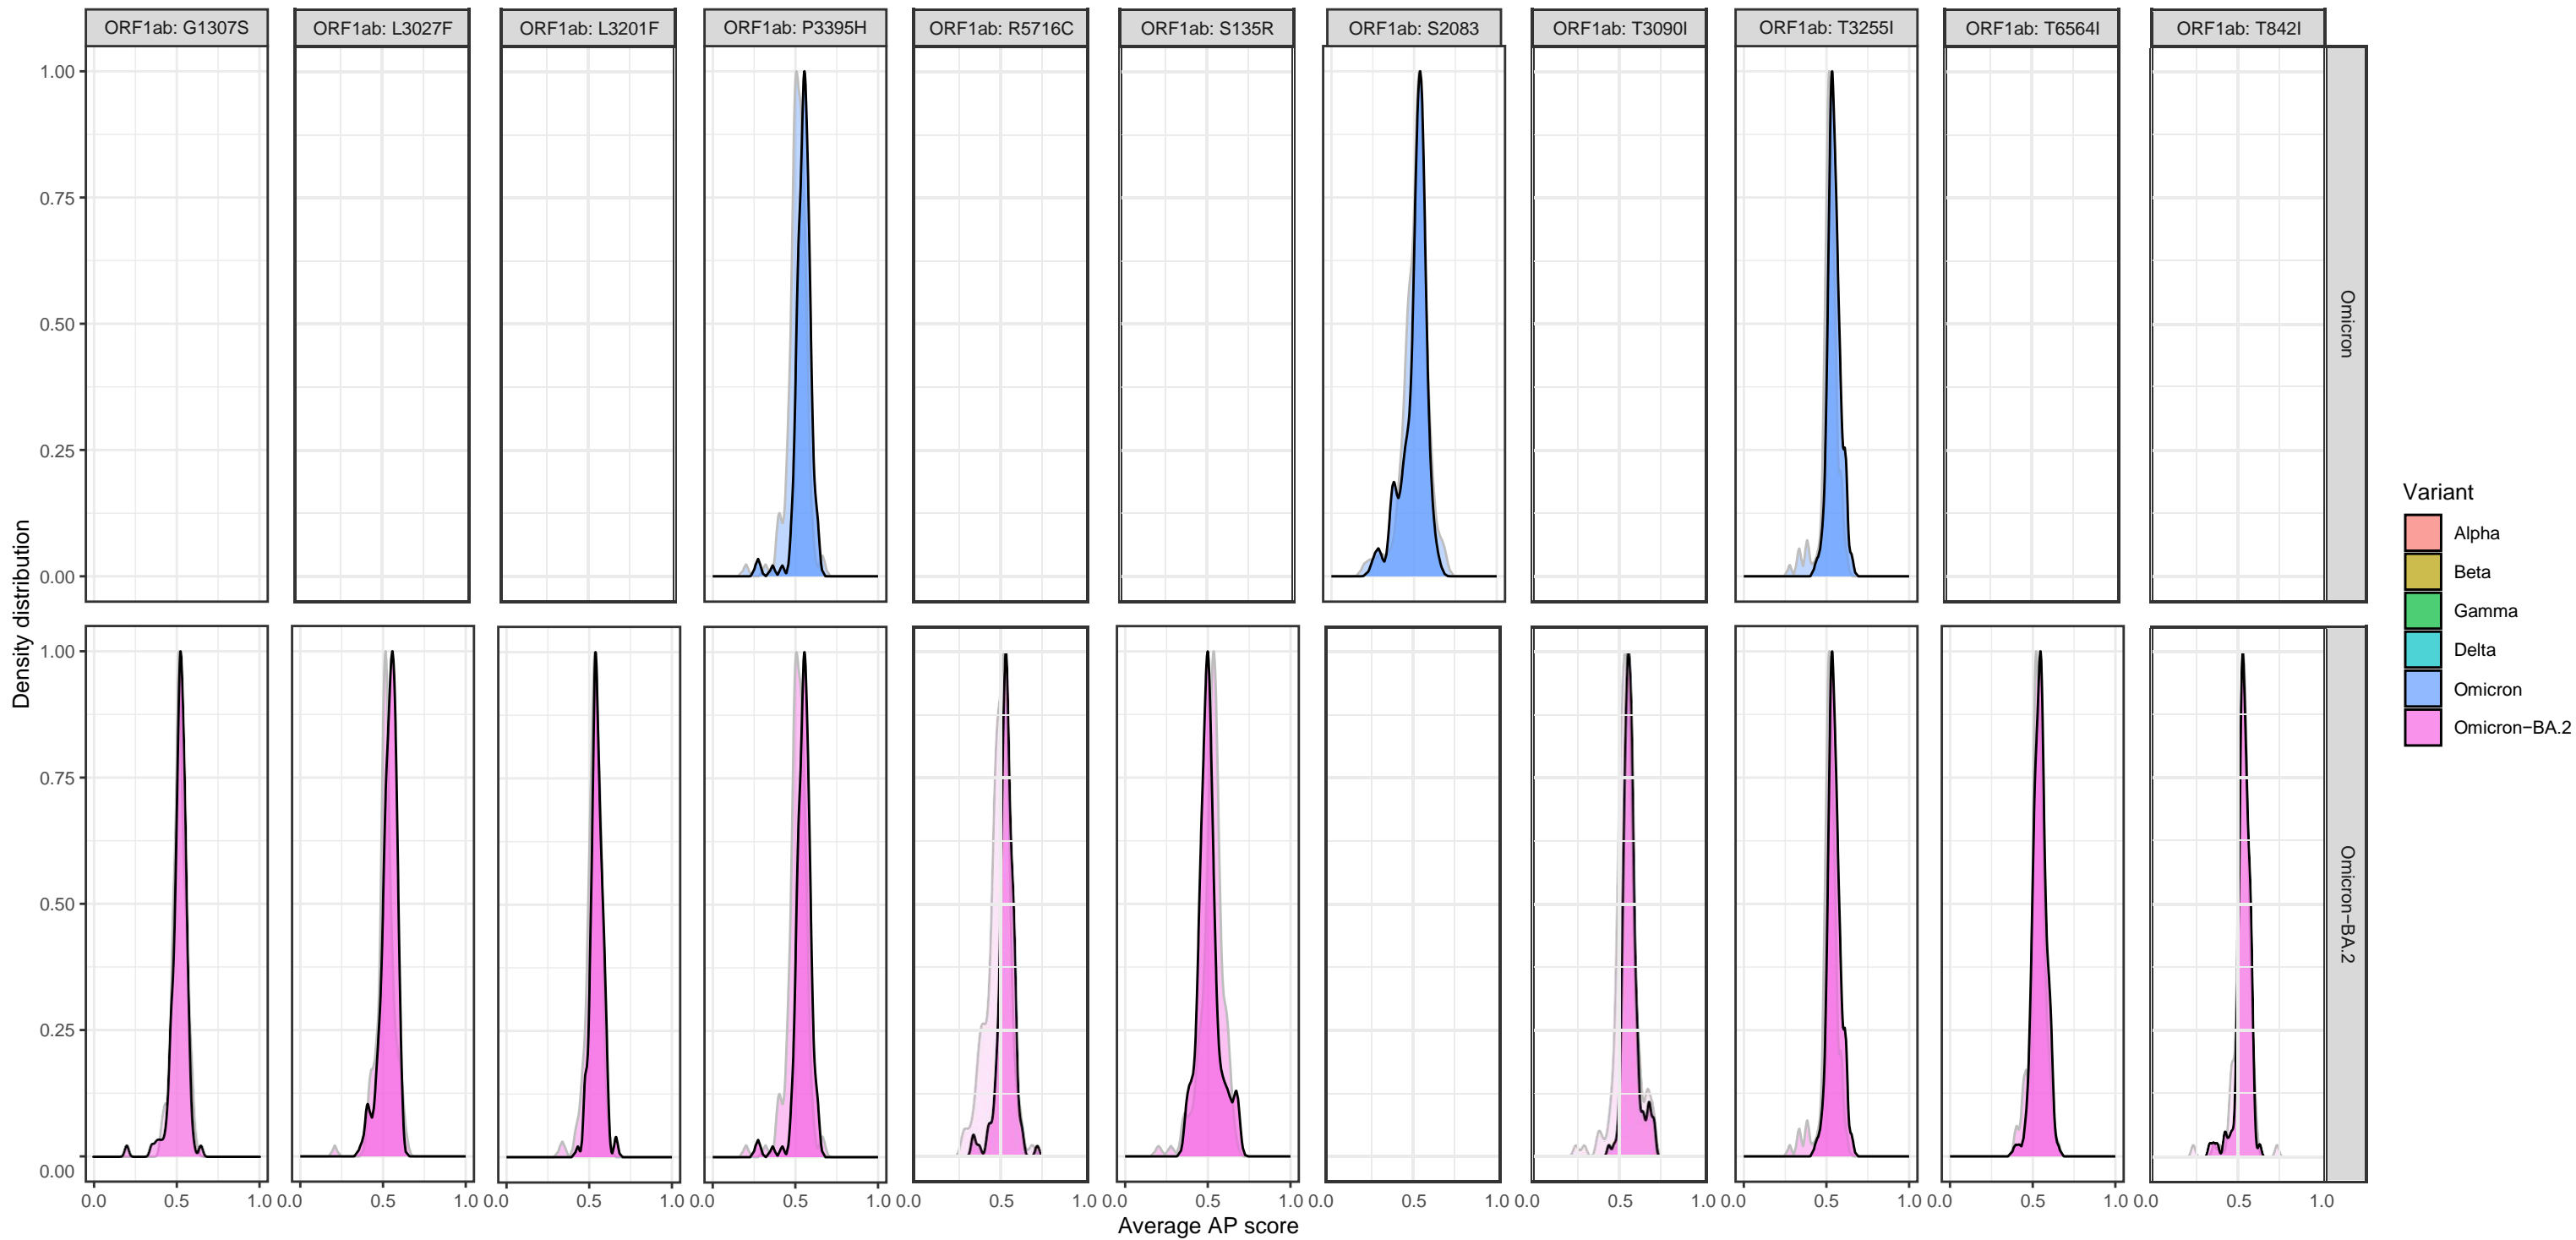 ORF1ab: G1307S
ORF1ab: L3027F
ORF1ab: L3201F
ORF1ab: P3395H
ORF1ab: R5716C
ORF1ab: S135R
ORF1ab: S2083
ORF1ab: T3090I
ORF1ab: T3255I
ORF1ab: T6564I
ORF1ab: T842I
1.00
0.75
0.50
0.25
0.00
Omicron
1.00
0.75
0.50
0.25
0.00
Omicron−BA.2
Density distribution
0.0 0.5 1.0
0.0 0.5 1.0
0.0 0.5 1.0
0.0 0.5 1.0
0.0 0.5 1.0
0.0 0.5 1.0
0.0 0.5 1.0
0.0 0.5 1.0
0.0 0.5 1.0
0.0 0.5 1.0
0.0 0.5 1.0
Average AP score
Variant
Alpha
Beta
Gamma
Delta
Omicron
Omicron−BA.2